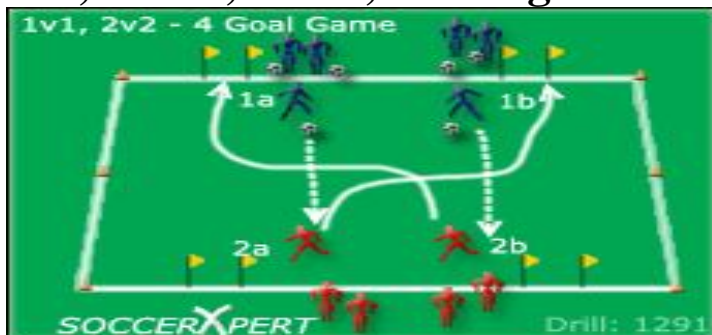 1v1, 2v2 - 4 Goal Game
1a
1b
2a
2b
SOCCERXPERT
Drill: 1291